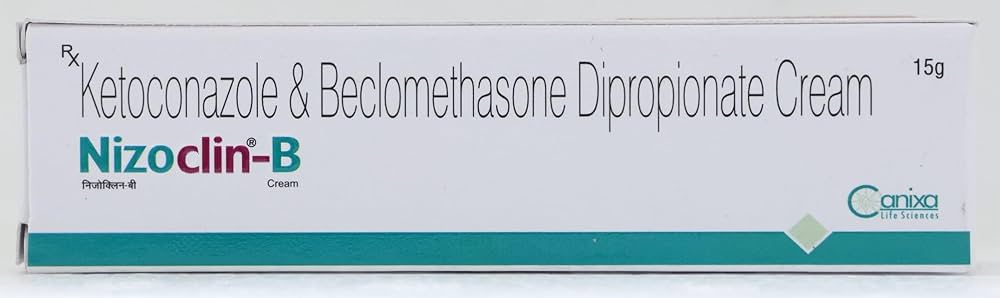 Rx
Ketoconazole & Beclomethasone Dipropionate Cream
15g
Nizoclin®-B
निजोक्लिन-बी
Cream
Canixa
Life Sciences